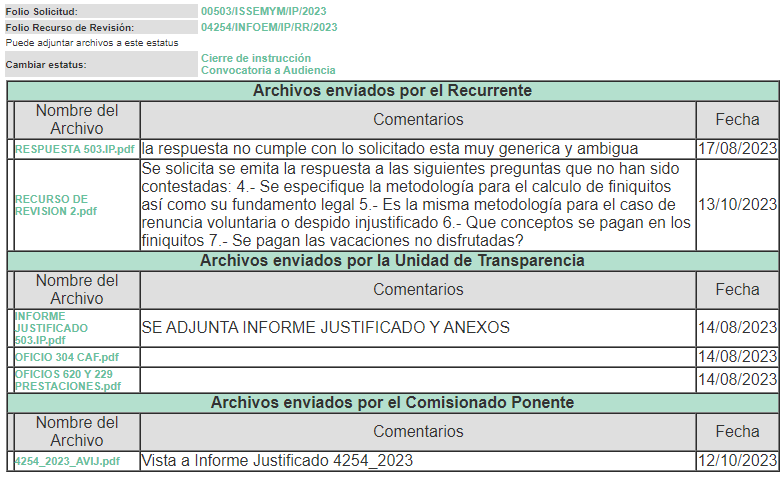 Folio Solicitud: 00503/ISSEMYM/IP/2023
Folio Recurso de Revisión: 04254/INFOEM/IP/RR/2023
Puede adjuntar archivos a este estatus
Cambiar estatus: Cierre de instrucción
Convocatoria a Audiencia
Archivos enviados por el Recurrente
Nombre del Archivo Comentarios Fecha
RESPUESTA 503.IP.pdf la respuesta no cumple con lo solicitado esta muy generica y ambigua 17/08/2023
RECURSO DE REVISION 2.pdf
Se solicita se emita la respuesta a las siguientes preguntas que no han sido
contestadas: 4.- Se especifique la metodología para el calculo de finiquitos
así como su fundamento legal 5.- Es la misma metodología para el caso de
renuncia voluntaria o despido injustificado 6.- Que conceptos se pagan en los
finiquitos 7.- Se pagan las vacaciones no disfrutadas?
13/10/2023
Archivos enviados por la Unidad de Transparencia
Nombre del Archivo Comentarios Fecha
INFORME JUSTIFICADO 503.IP.pdf SE ADJUNTA INFORME JUSTIFICADO Y ANEXOS 14/08/2023
OFICIO 304 CAF.pdf 14/08/2023
OFICIOS 620 Y 229 PRESTACIONES.pdf 14/08/2023
Archivos enviados por el Comisionado Ponente
Nombre del Archivo Comentarios Fecha
4254_2023_AVIJ.pdf Vista a Informe Justificado 4254_2023 12/10/2023